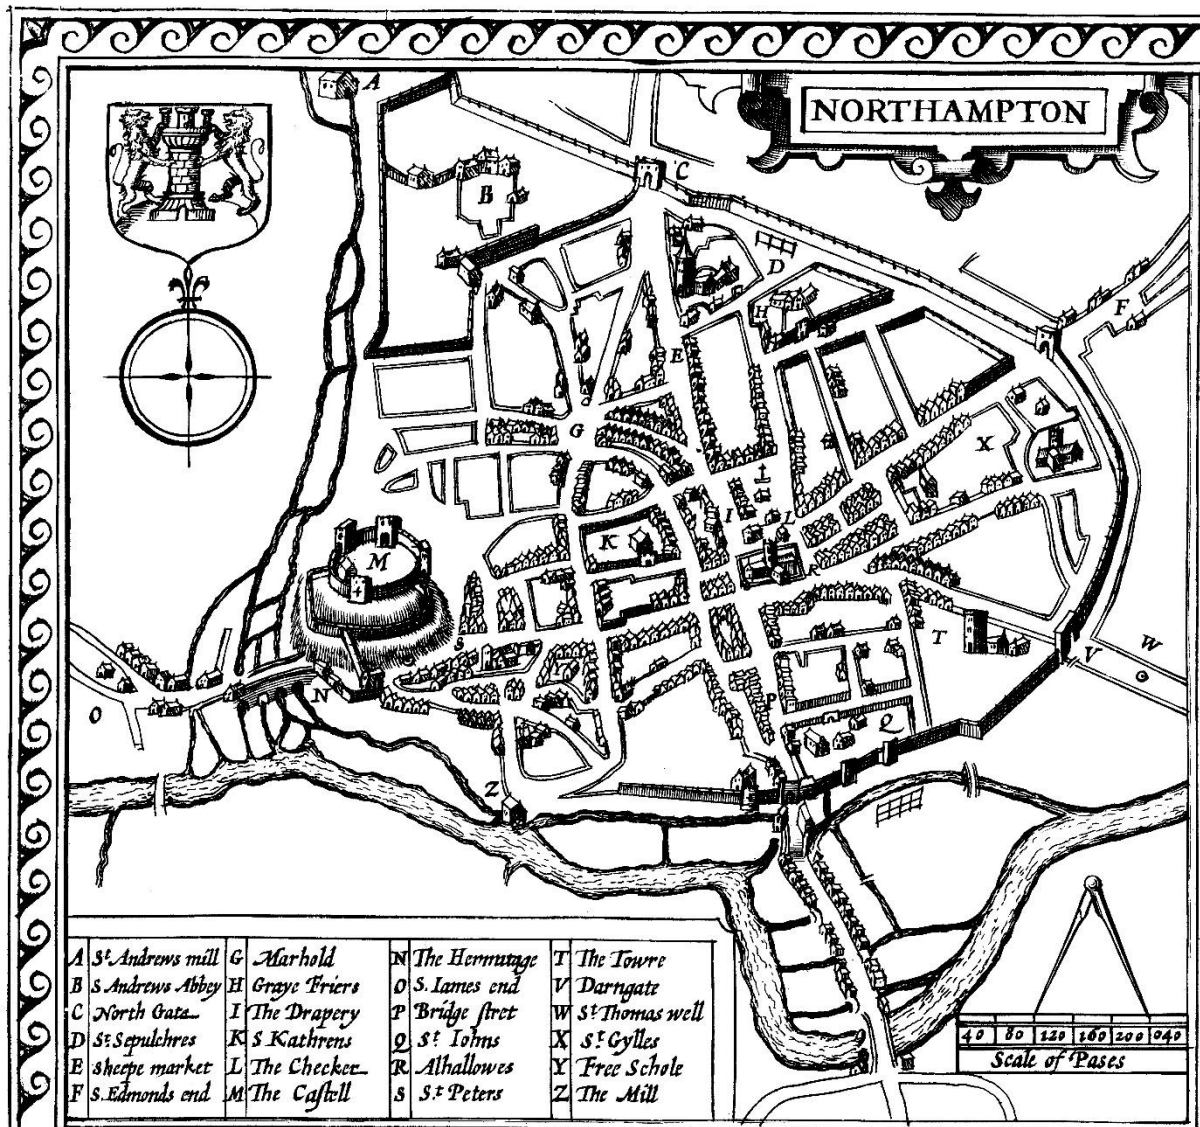 NORTHAMPTON
A
C
B
D
F
H
E
G
X
I
L
K
R
M
T
S
V
W
N
O
P
Q
Z
A St Andrews mill G Marhold N The Hermitage T The Towre
B S Andrews Abbey H Graye Friers O S. Iames end V Darngate
C North Gate I The Drapery P Bridge stret W St Thomas well
D St Sepulchres K S Kathrens Q St Iohns X St Gylles
E Sheepe market L The Checker R Alhallowes Y Free Schole
F S. Edmonds end M The Castell S St Peters Z The Mill
40 80 120 160 200 040
Scale of Pases